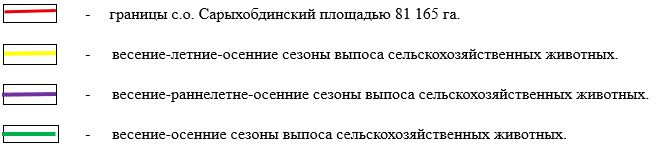 - границы с.о. Сарыхобдинский площадью 81 165 га.
- весение-летние-осенние сезоны выпоса сельскохозяйственных животных.
- весение-раннелетне-осенние сезоны выпоса сельскохозяйственных животных.
- весение-осенние сезоны выпоса сельскохозяйственных животных.